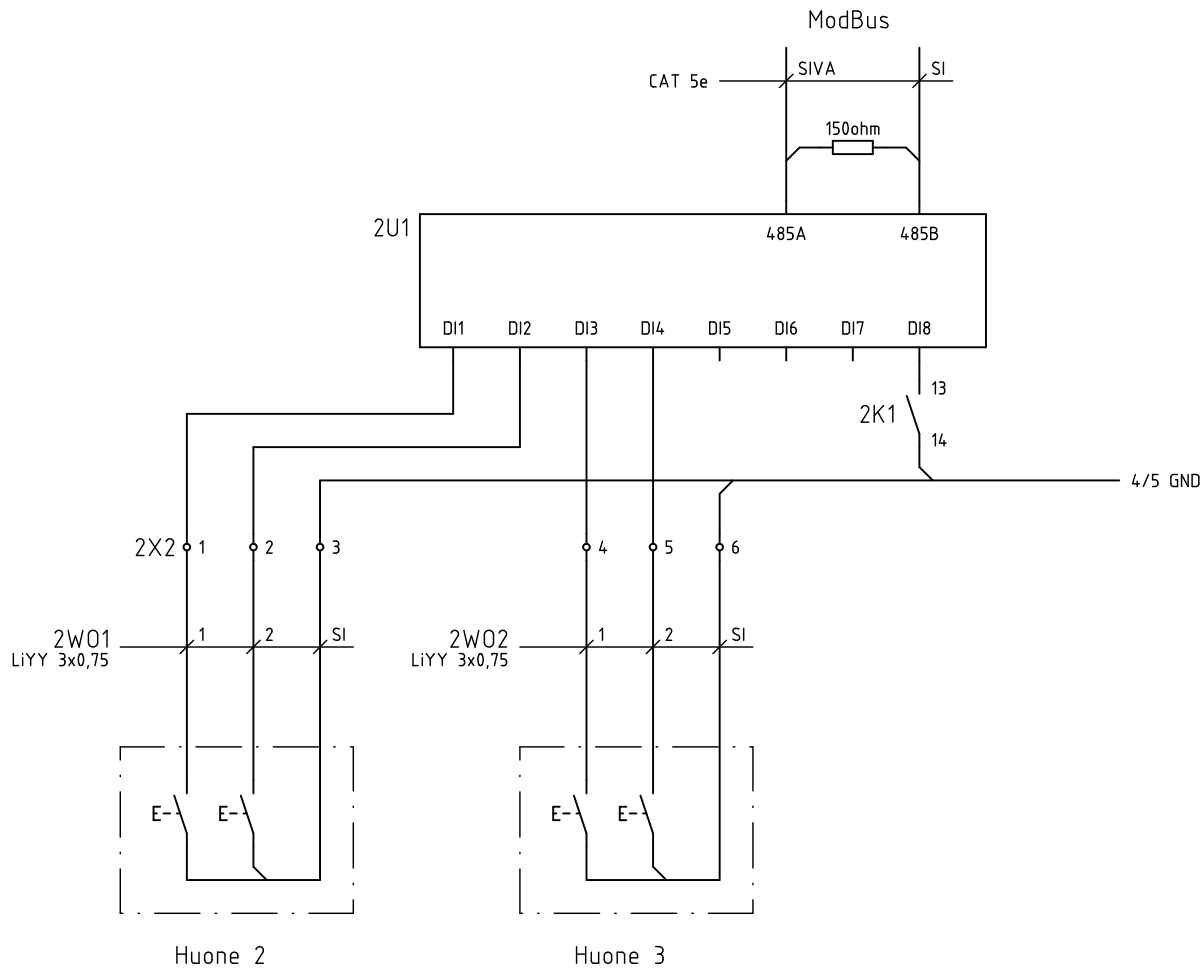 ModBus
CAT 5e SIVA SI
150ohm
2U1 485A 485B
DI1 DI2 DI3 DI4 DI5 DI6 DI7 DI8
13
2K1
14
4/5 GND
2X2 1 2 3 4 5 6
2W01 1 2 SI 2W02 1 2 SI
LiYY 3x0,75 LiYY 3x0,75
E E E E
Huone 2 Huone 3